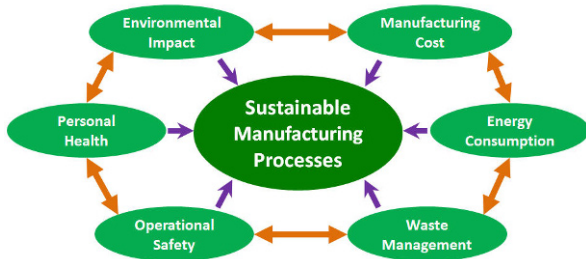 Environmental
Impact
Manufacturing
Cost
Sustainable
Manufacturing
Processes
Personal
Health
Energy
Consumption
Operational
Safety
Waste
Management